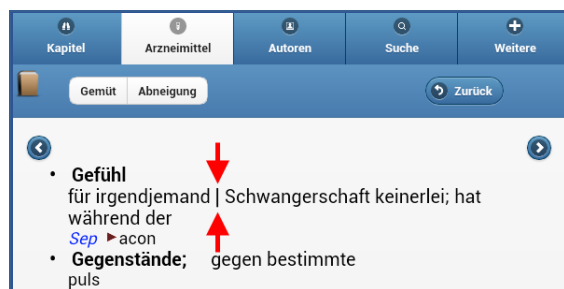 Kapitel Arzneimittel Autoren Suche Weitere
Gemüt Abneigung Zurück
• Gefühl
für irgendjemand | Schwangerschaft keinerlei; hat
während der
Sep ►acon
• Gegenstände; gegen bestimmte
puls